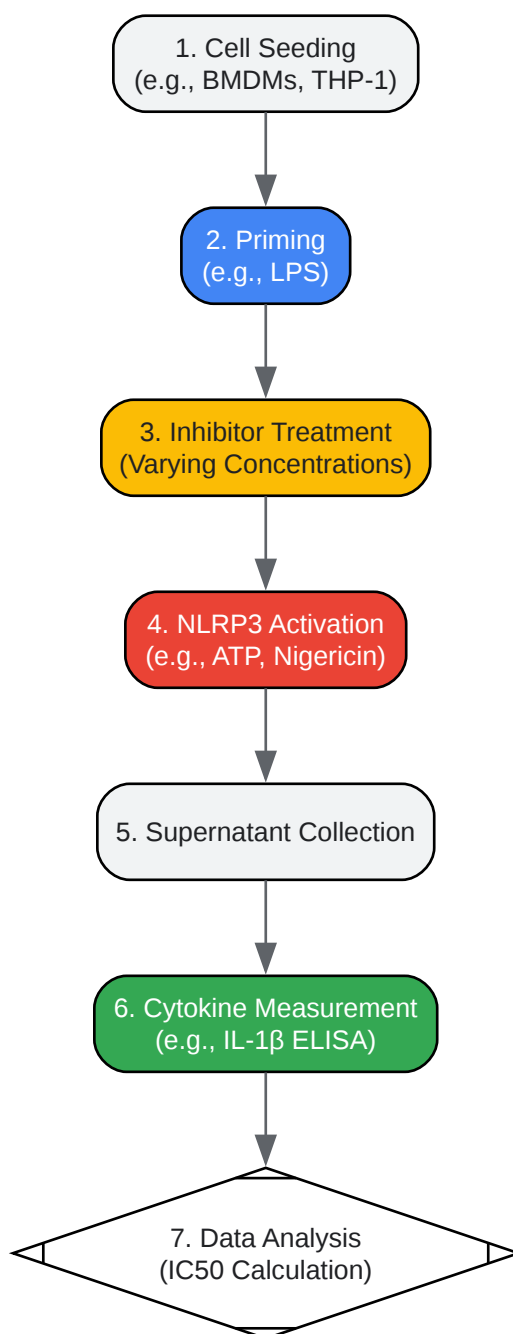 1. Cell Seeding
(e.g., BMDMs, THP-1)
2. Priming
(e.g., LPS)
3. Inhibitor Treatment
(Varying Concentrations)
4. NLRP3 Activation
(e.g., ATP, Nigericin)
5. Supernatant Collection
6. Cytokine Measurement
(e.g., IL-1β ELISA)
7. Data Analysis
(IC50 Calculation)